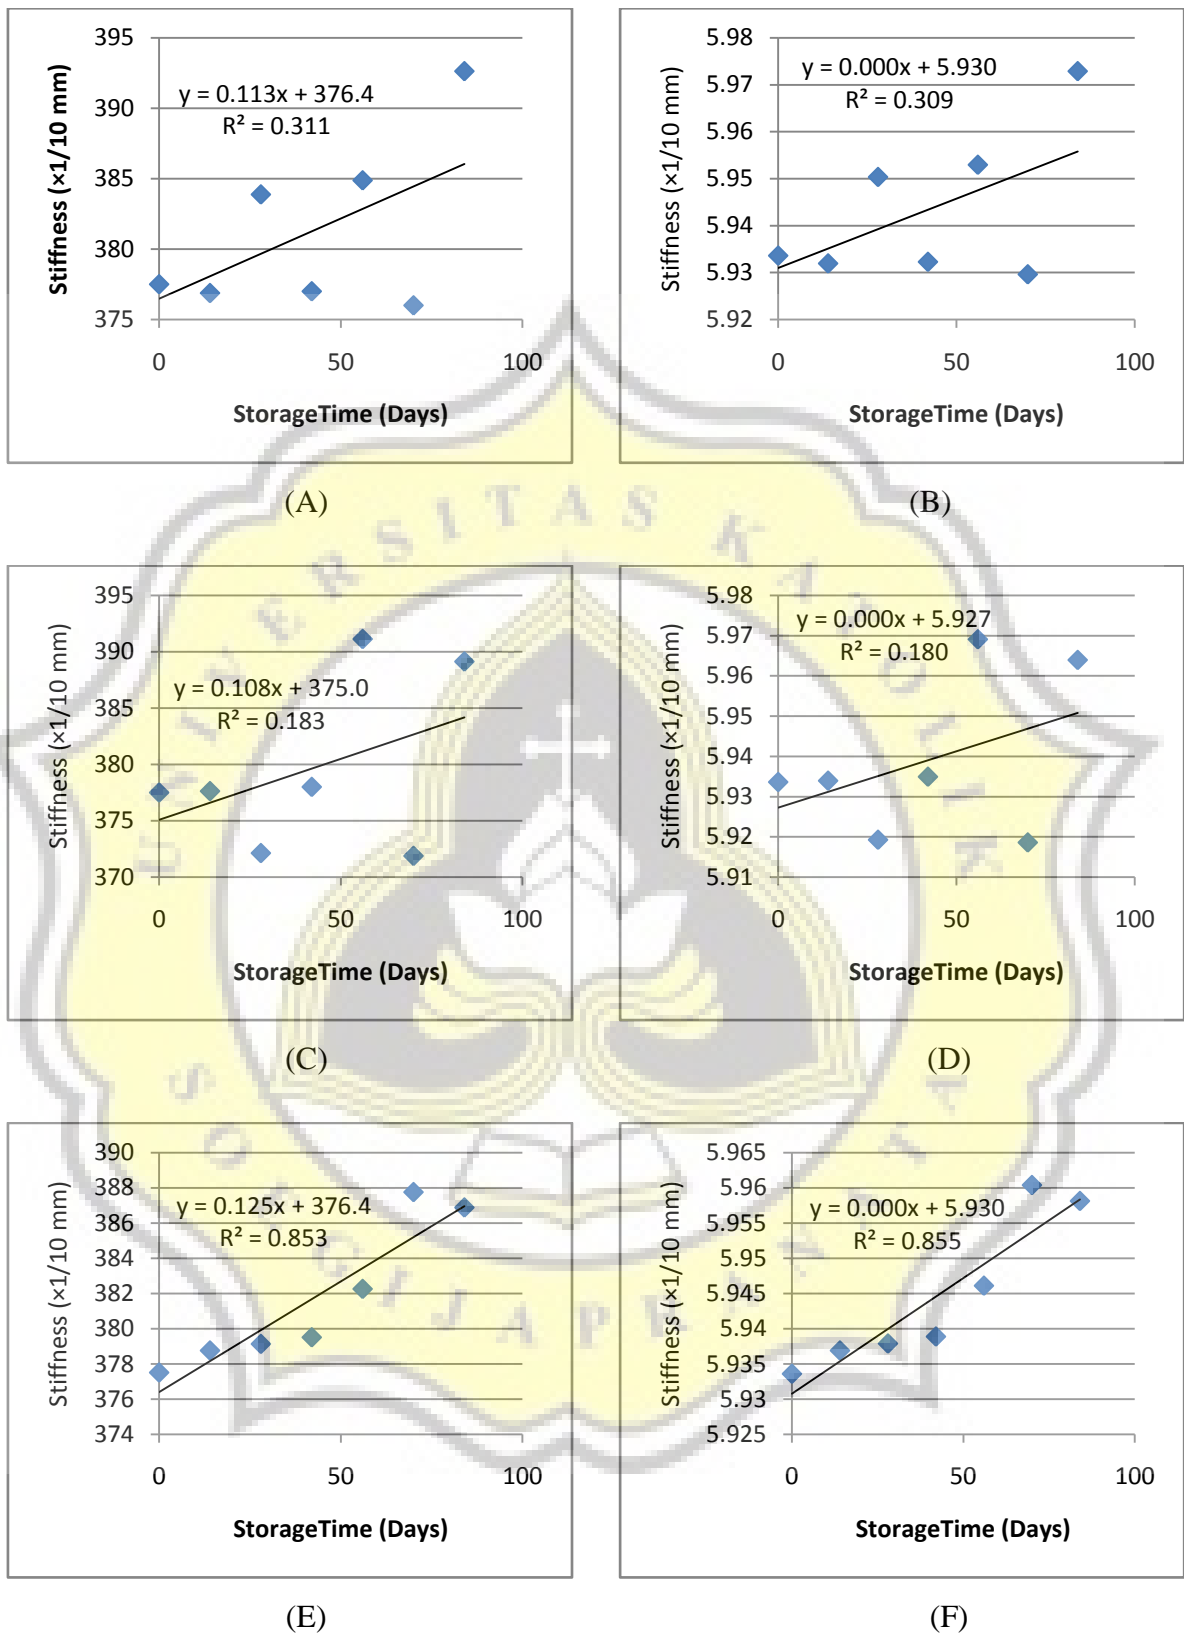 395
390
385
380
375
y = 0.113x + 376.4
R² = 0.311
Stiffness (×1/10 mm)
0 50 100
StorageTime (Days)
(A)
5.98
5.97
5.96
5.95
5.94
5.93
5.92
y = 0.000x + 5.930
R² = 0.309
Stiffness (×1/10 mm)
0 50 100
StorageTime (Days)
(B)
395
390
385
380
375
370
y = 0.108x + 375.0
R² = 0.183
Stiffness (×1/10 mm)
0 50 100
StorageTime (Days)
(C)
5.98
5.97
5.96
5.95
5.94
5.93
5.92
5.91
y = 0.000x + 5.927
R² = 0.180
Stiffness (×1/10 mm)
0 50 100
StorageTime (Days)
(D)
390
388
386
384
382
380
378
376
374
y = 0.125x + 376.4
R² = 0.853
Stiffness (×1/10 mm)
0 50 100
StorageTime (Days)
(E)
5.965
5.96
5.955
5.95
5.945
5.94
5.935
5.93
5.925
y = 0.000x + 5.930
R² = 0.855
Stiffness (×1/10 mm)
0 50 100
StorageTime (Days)
(F)
UNIVERSITAS KATOLIK
SOEGIJAPRANATA